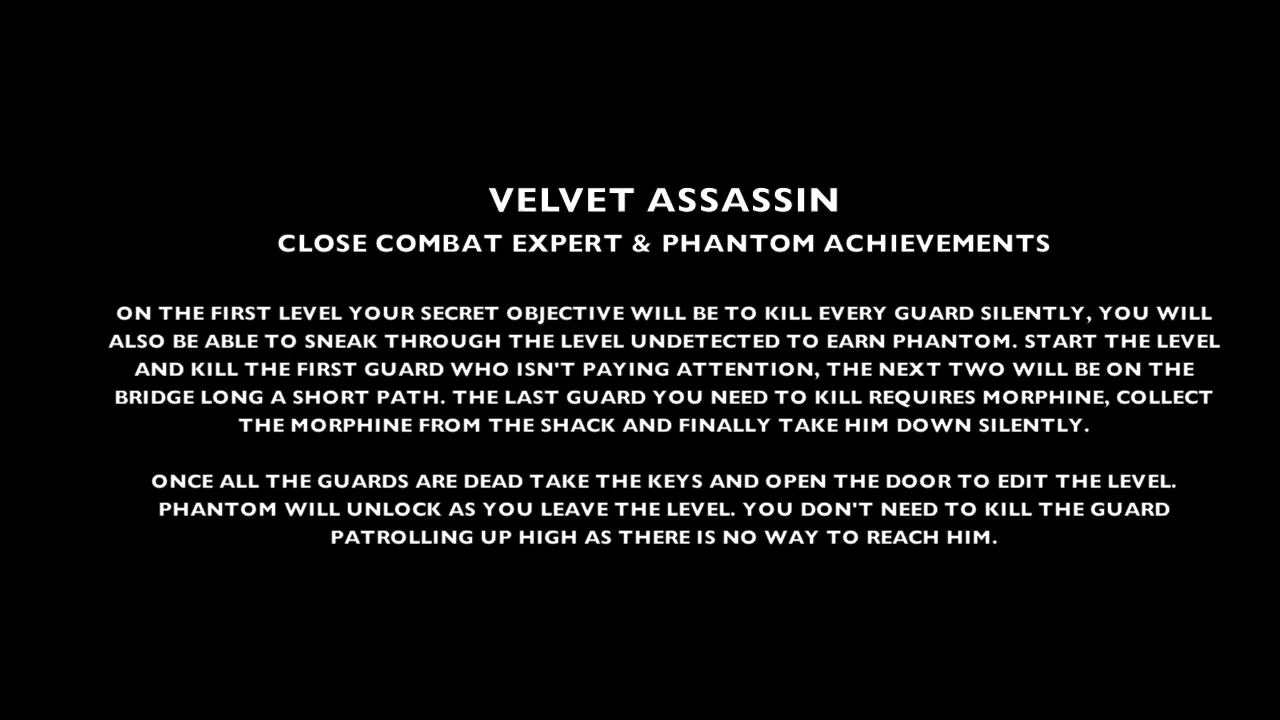 VELVET ASSASSIN
CLOSE COMBAT EXPERT & PHANTOM ACHIEVEMENTS
ON THE FIRST LEVEL YOUR SECRET OBJECTIVE WILL BE TO KILL EVERY GUARD SILENTLY, YOU WILL
ALSO BE ABLE TO SNEAK THROUGH THE LEVEL UNDETECTED TO EARN PHANTOM. START THE LEVEL
AND KILL THE FIRST GUARD WHO ISN'T PAYING ATTENTION, THE NEXT TWO WILL BE ON THE
BRIDGE LONG A SHORT PATH. THE LAST GUARD YOU NEED TO KILL REQUIRES MORPHINE, COLLECT
THE MORPHINE FROM THE SHACK AND FINALLY TAKE HIM DOWN SILENTLY.
ONCE ALL THE GUARDS ARE DEAD TAKE THE KEYS AND OPEN THE DOOR TO EDIT THE LEVEL.
PHANTOM WILL UNLOCK AS YOU LEAVE THE LEVEL. YOU DON'T NEED TO KILL THE GUARD
PATROLLING UP HIGH AS THERE IS NO WAY TO REACH HIM.